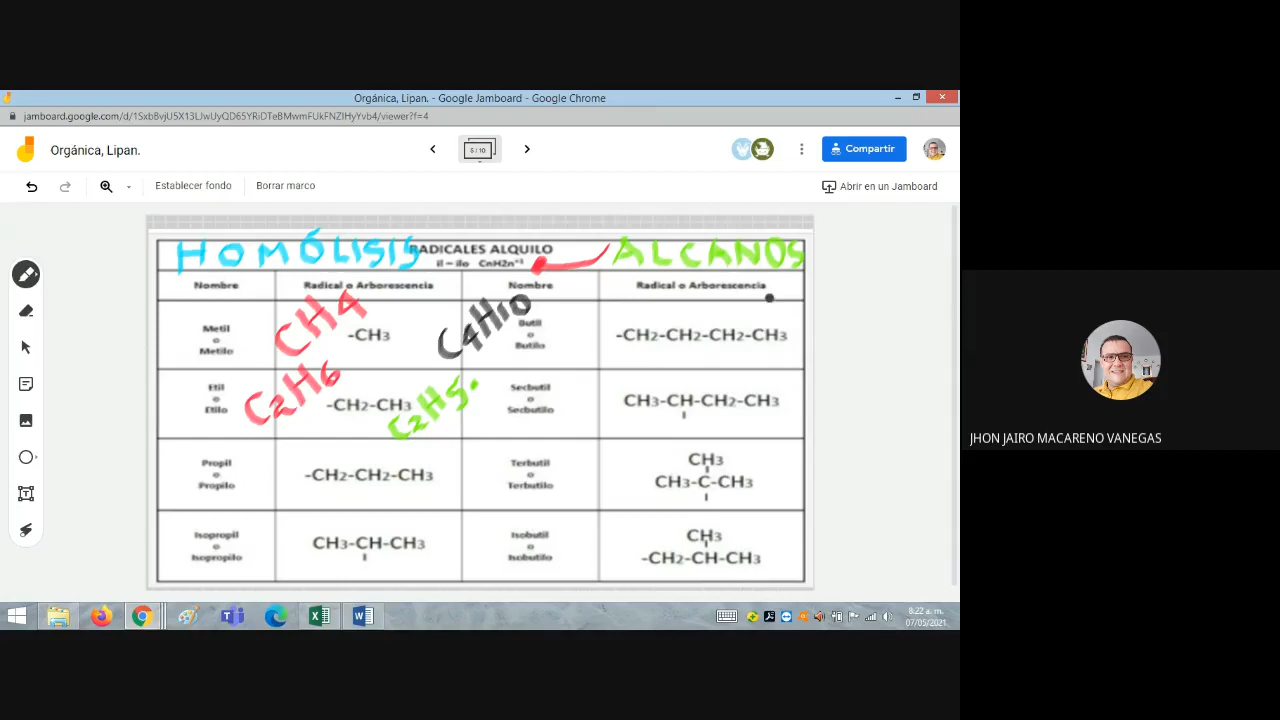 Orgánica, Lipan. - Google Jamboard - Google Chrome
jamboard.google.com/d/1SxbBvjU5X13LJwUyQD65YRiDTeBMwmFUkFNZIHyYvb4/viewer?f=4
Orgánica, Lipan.
5 / 10
Compartir
Establecer fondo
Borrar marco
Abrir en un Jamboard
HOMÓLISIS
RADICALES ALQUILO
ALCANOS
il – ilo CnH2n+1
Nombre
Radical o Arborescencia
Nombre
Radical o Arborescencia
Metil
o
Metilo
CH4
-CH3
C4H10
Butil
o
Butilo
-CH2-CH2-CH2-CH3
Etil
o
Etilo
C2H6
-CH2-CH3
C2H5•
Secbutil
o
Secbutilo
CH3-CH-CH2-CH3
Propil
o
Propilo
-CH2-CH2-CH3
Terbutil
o
Terbutilo
CH3
CH3-C-CH3
Isopropil
o
Isopropilo
CH3-CH-CH3
Isobutil
o
Isobutilo
CH3
-CH2-CH-CH3
8:22 a. m.
07/05/2021
JHON JAIRO MACARENO VANEGAS